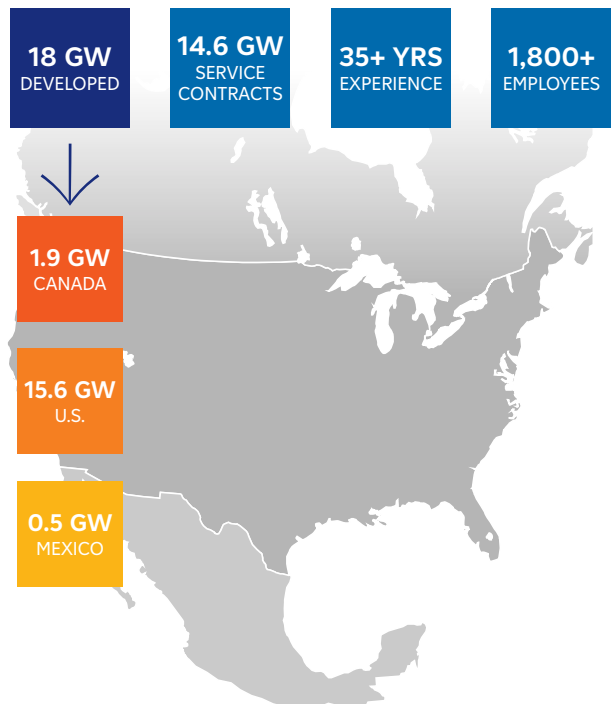 18 GW
DEVELOPED
14.6 GW
SERVICE
CONTRACTS
35+ YRS
EXPERIENCE
1,800+
EMPLOYEES
1.9 GW
CANADA
15.6 GW
U.S.
0.5 GW
MEXICO